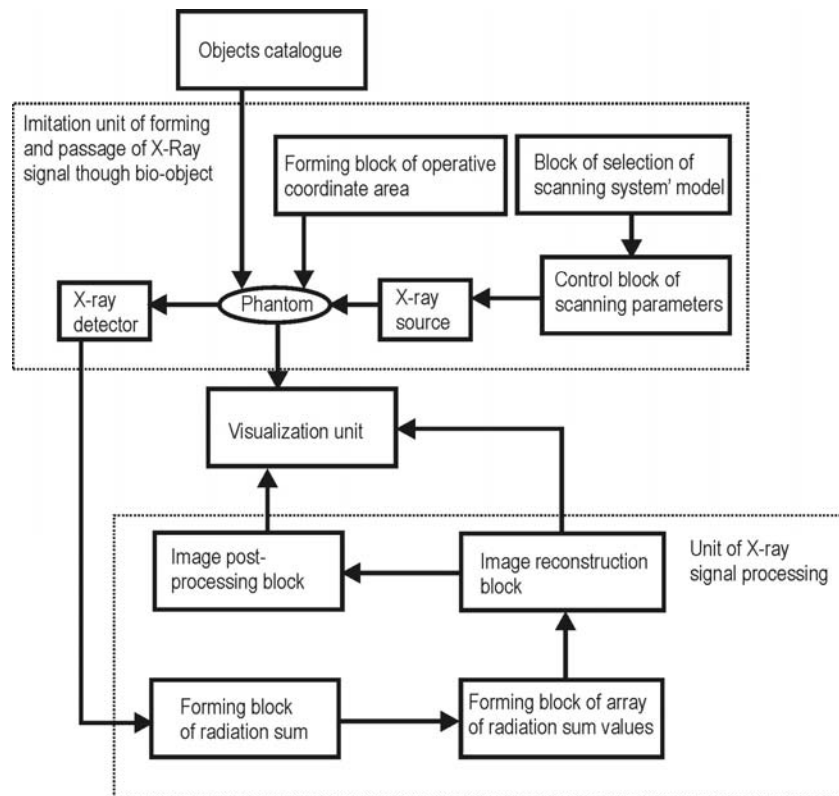 Objects catalogue
Imitation unit of forming
and passage of X-Ray
signal though bio-object
Forming block of operative
coordinate area
Block of selection of
scanning system' model
X-ray
detector
Phantom
X-ray
source
Control block of
scanning parameters
Visualization unit
Image post-
processing block
Image reconstruction
block
Unit of X-ray
signal processing
Forming block
of radiation sum
Forming block of array
of radiation sum values